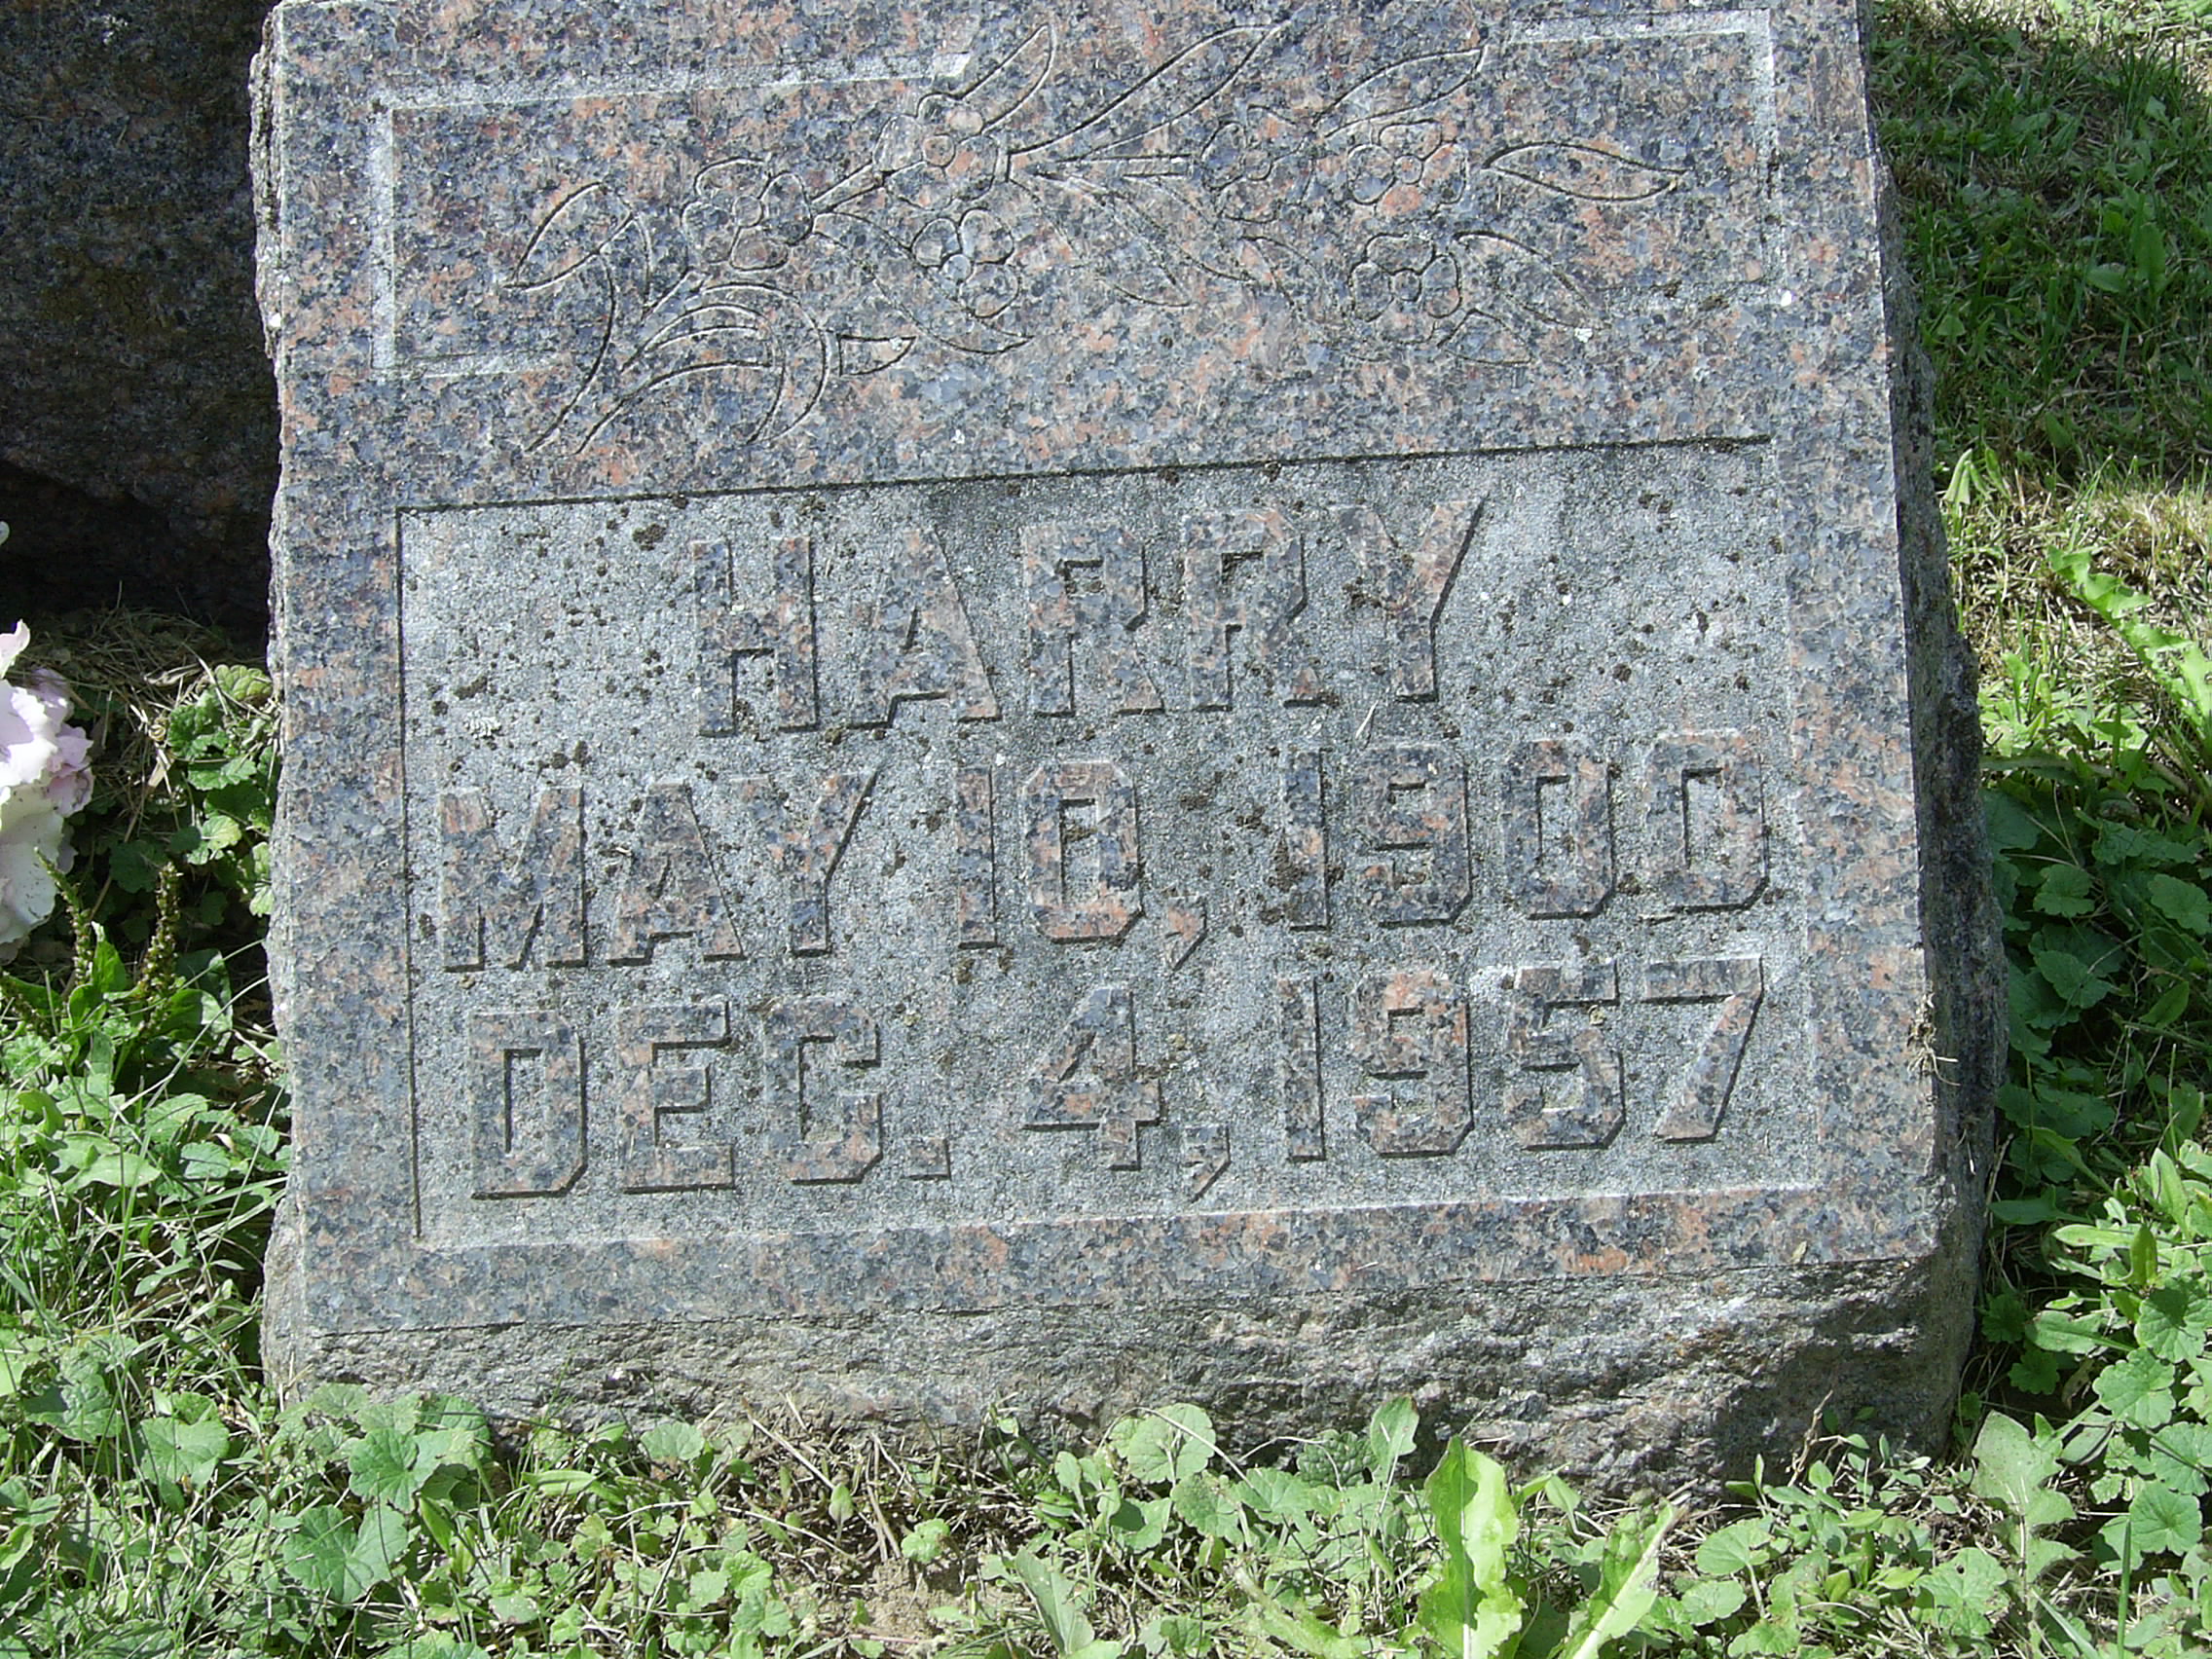 HARRY
MAY 10, 1900
DEC. 4, 1957